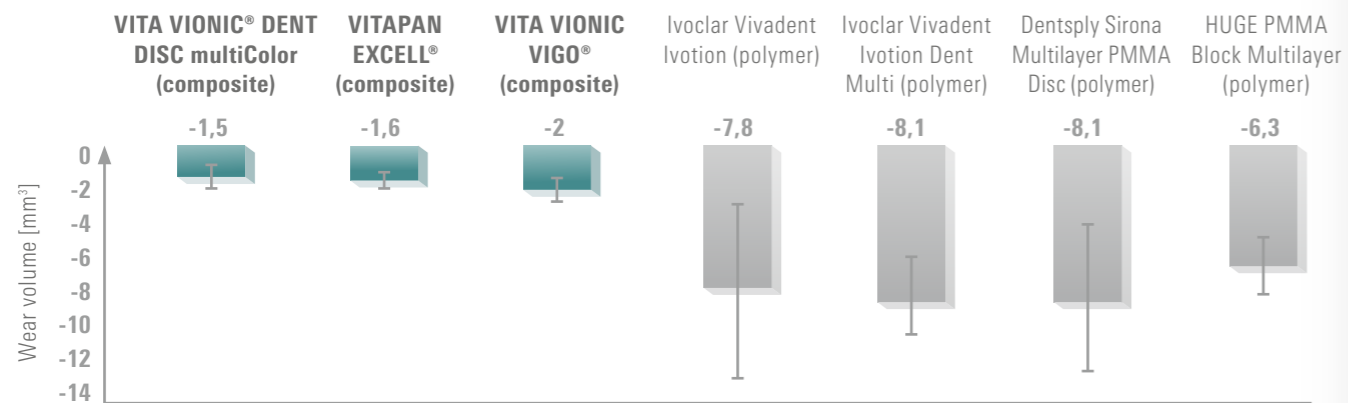 VITA VIONIC® DENT
DISC multiColor
(composite)
VITAPAN
EXCELL®
(composite)
VITA VIONIC
VIGO®
(composite)
Ivoclar Vivadent
Ivotion (polymer)
Ivoclar Vivadent
Ivotion Dent
Multi (polymer)
Dentsply Sirona
Multilayer PMMA
Disc (polymer)
HUGE PMMA
Block Multilayer
(polymer)
-1,5
-1,6
-2
-7,8
-8,1
-8,1
-6,3
Wear volume [mm³]
0
-2
-4
-6
-8
-10
-12
-14